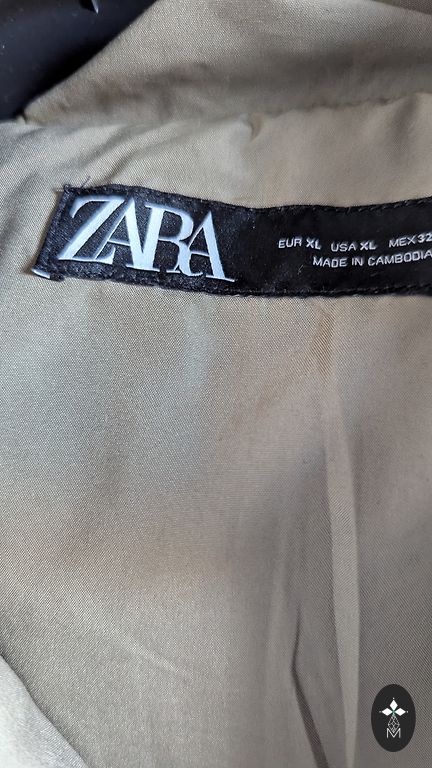 ZARA
EUR XL USA XL MEX 32
MADE IN CAMBODIA
M